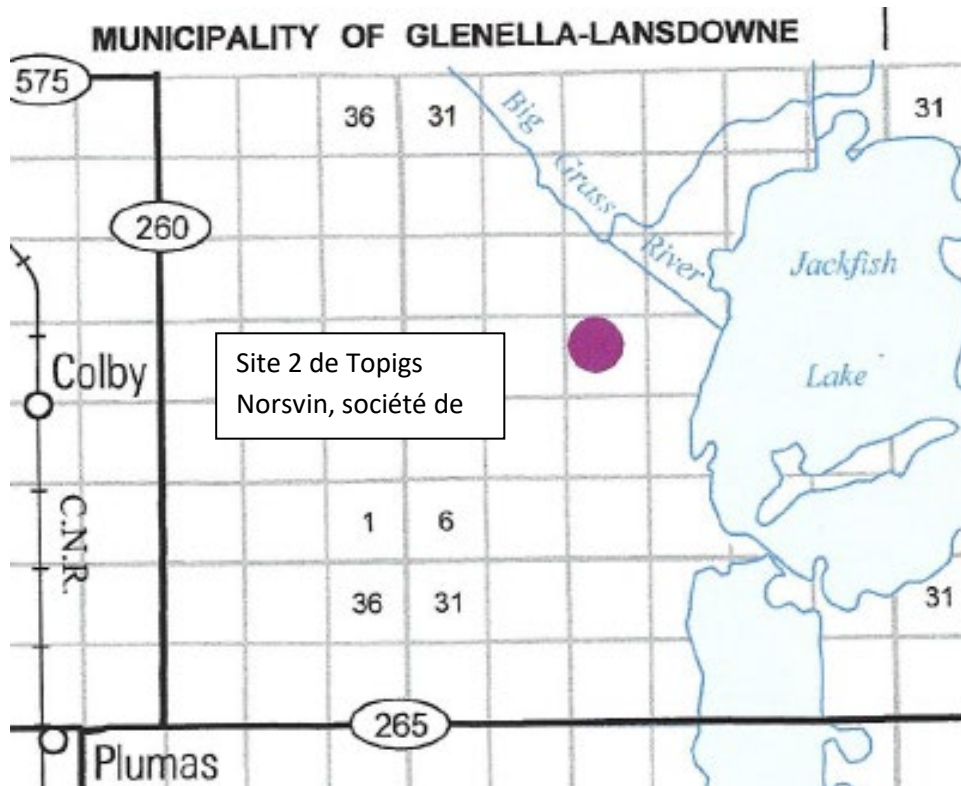 MUNICIPALITY OF GLENELLA-LANSDOWNE
575
36 31
31
Big
Grass
River
260
Jackfish
Lake
Colby
Site 2 de Topigs
Norsvin, société de
C.N.R.
1 6
36 31
31
265
Plumas